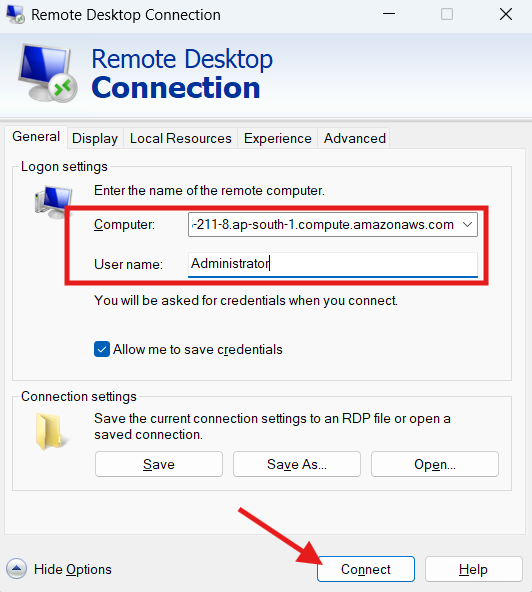 Remote Desktop Connection
Remote Desktop
Connection
General Display Local Resources Experience Advanced
Logon settings
Enter the name of the remote computer.
Computer: -211-8.ap-south-1.compute.amazonaws.com
User name: Administrator
You will be asked for credentials when you connect.
Allow me to save credentials
Connection settings
Save the current connection settings to an RDP file or open a
saved connection.
Save Save As... Open...
Hide Options Connect Help